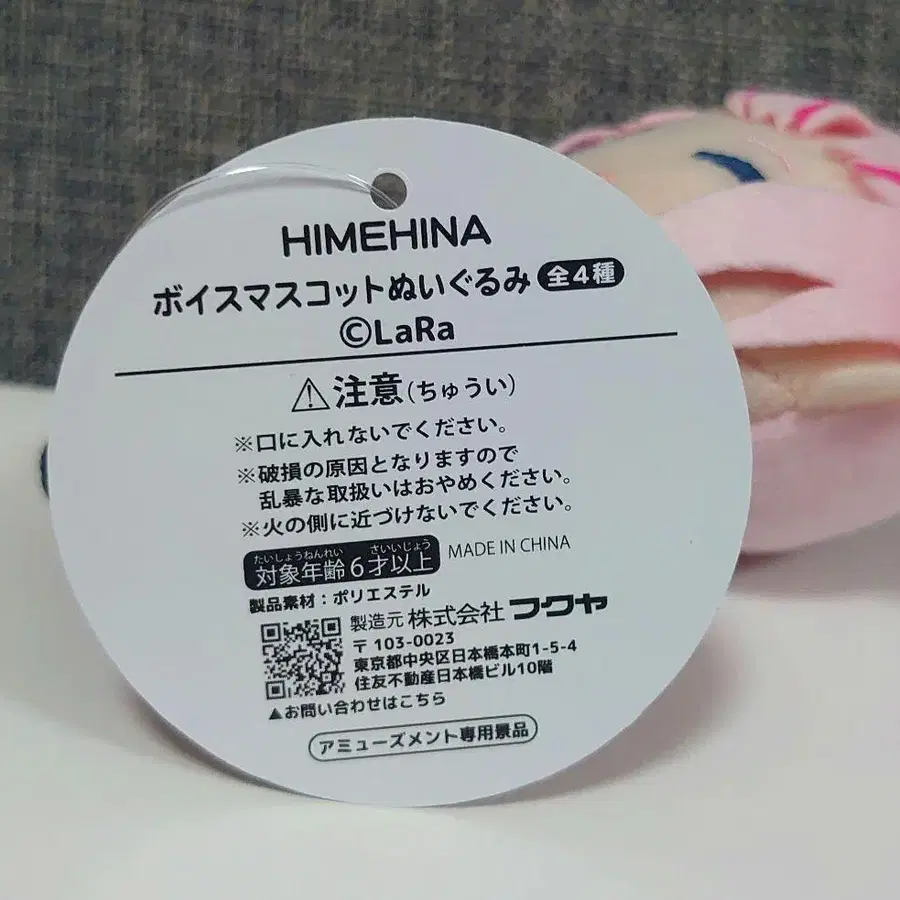 HIMEHINA
ボイスマスコットぬいぐるみ 全4種
©LaRa
⚠注意(ちゅうい)
※口に入れないでください。
※破損の原因となりますので
乱暴な取扱いはおやめください。
※火の側に近づけないでください。
たいしょうねんれい さいいじょう
対象年齢6才以上 MADE IN CHINA
製品素材:ポリエステル
製造元 株式会社フクヤ
〒103-0023
東京都中央区日本橋本町1-5-4
住友不動産日本橋ビル10階
▲お問い合わせはこちら
アミューズメント専用景品